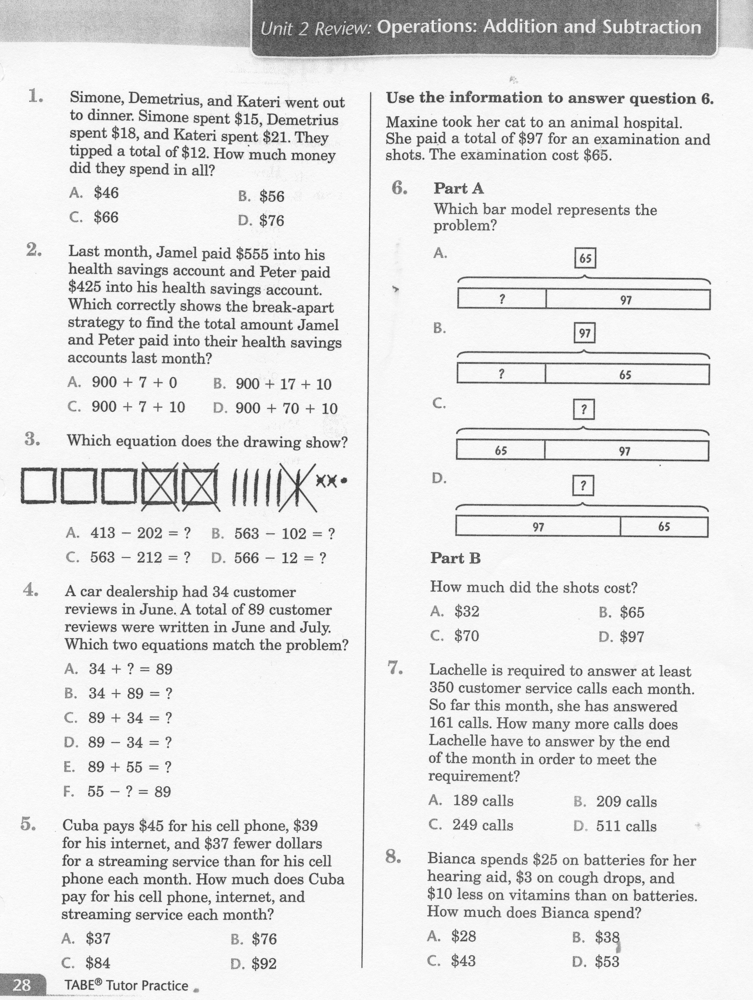 Unit 2 Review: Operations: Addition and Subtraction
1. Simone, Demetrius, and Kateri went out
to dinner. Simone spent $15, Demetrius
spent $18, and Kateri spent $21. They
tipped a total of $12. How much money
did they spend in all?
A. $46 B. $56
C. $66 D. $76
2. Last month, Jamel paid $555 into his
health savings account and Peter paid
$425 into his health savings account.
Which correctly shows the break-apart
strategy to find the total amount Jamel
and Peter paid into their health savings
accounts last month?
A. 900 + 7 + 0 B. 900 + 17 + 10
C. 900 + 7 + 10 D. 900 + 70 + 10
3. Which equation does the drawing show?
A. 413 − 202 = ? B. 563 − 102 = ?
C. 563 − 212 = ? D. 566 − 12 = ?
4. A car dealership had 34 customer
reviews in June. A total of 89 customer
reviews were written in June and July.
Which two equations match the problem?
A. 34 + ? = 89
B. 34 + 89 = ?
C. 89 + 34 = ?
D. 89 − 34 = ?
E. 89 + 55 = ?
F. 55 − ? = 89
5. Cuba pays $45 for his cell phone, $39
for his internet, and $37 fewer dollars
for a streaming service than for his cell
phone each month. How much does Cuba
pay for his cell phone, internet, and
streaming service each month?
A. $37 B. $76
C. $84 D. $92
Use the information to answer question 6.
Maxine took her cat to an animal hospital.
She paid a total of $97 for an examination and
shots. The examination cost $65.
6. Part A
Which bar model represents the
problem?
A. 65
? 97
B. 97
? 65
C. ?
65 97
D. ?
97 65
Part B
How much did the shots cost?
A. $32 B. $65
C. $70 D. $97
7. Lachelle is required to answer at least
350 customer service calls each month.
So far this month, she has answered
161 calls. How many more calls does
Lachelle have to answer by the end
of the month in order to meet the
requirement?
A. 189 calls B. 209 calls
C. 249 calls D. 511 calls
8. Bianca spends $25 on batteries for her
hearing aid, $3 on cough drops, and
$10 less on vitamins than on batteries.
How much does Bianca spend?
A. $28 B. $38
C. $43 D. $53
28 TABE® Tutor Practice